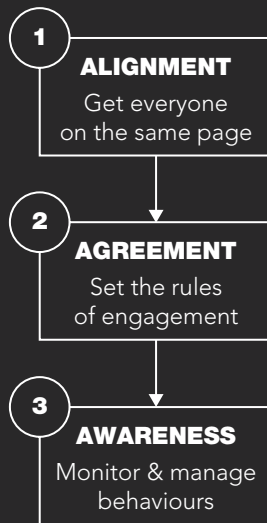 1
ALIGNMENT
Get everyone
on the same page
2
AGREEMENT
Set the rules
of engagement
3
AWARENESS
Monitor & manage
behaviours